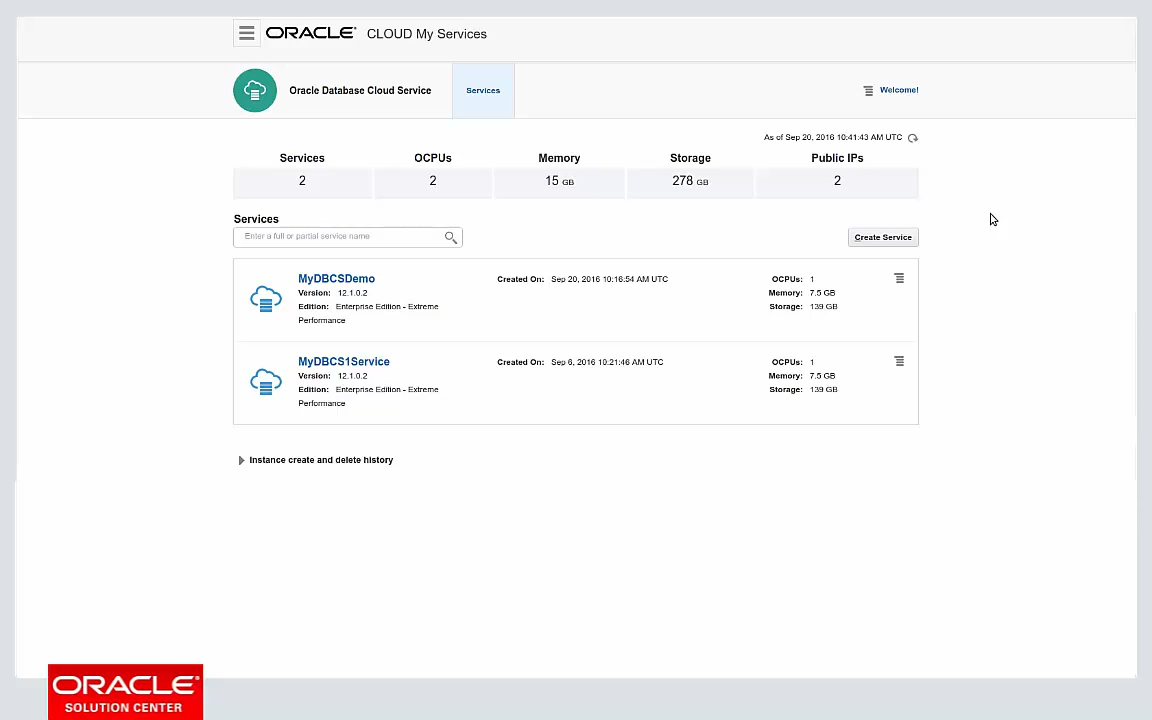 ORACLE CLOUD My Services
Oracle Database Cloud Service Services Welcome!
As of Sep 20, 2016 10:41:43 AM UTC
Services OCPUs Memory Storage Public IPs
2 2 15 GB 278 GB 2
Services
Enter a full or partial service name Create Service
MyDBCSDemo Created On: Sep 20, 2016 10:16:54 AM UTC OCPUs: 1
Version: 12.1.0.2 Memory: 7.5 GB
Edition: Enterprise Edition - Extreme Storage: 139 GB
Performance
MyDBCS1Service Created On: Sep 6, 2016 10:21:46 AM UTC OCPUs: 1
Version: 12.1.0.2 Memory: 7.5 GB
Edition: Enterprise Edition - Extreme Storage: 139 GB
Performance
Instance create and delete history
ORACLE
SOLUTION CENTER